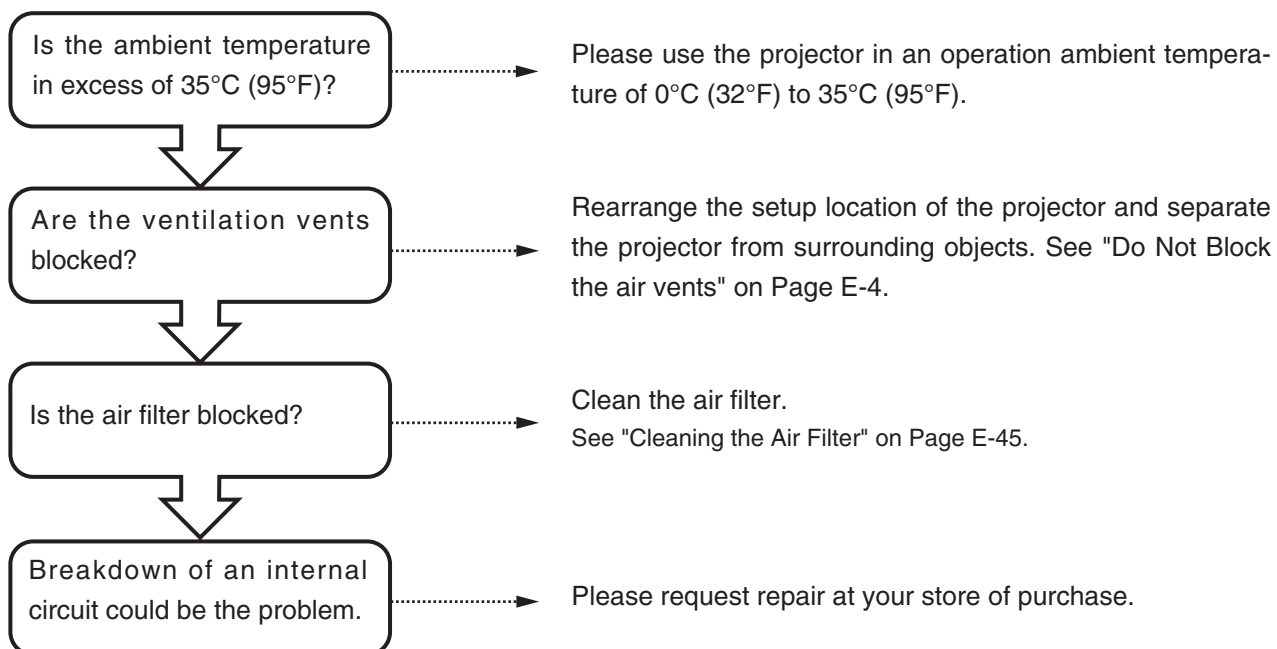 Is the ambient temperature
in excess of 35°C (95°F)?
Please use the projector in an operation ambient tempera-
ture of 0°C (32°F) to 35°C (95°F).
Are the ventilation vents
blocked?
Rearrange the setup location of the projector and separate
the projector from surrounding objects. See "Do Not Block
the air vents" on Page E-4.
Is the air filter blocked?
Clean the air filter.
See "Cleaning the Air Filter" on Page E-45.
Breakdown of an internal
circuit could be the problem.
Please request repair at your store of purchase.